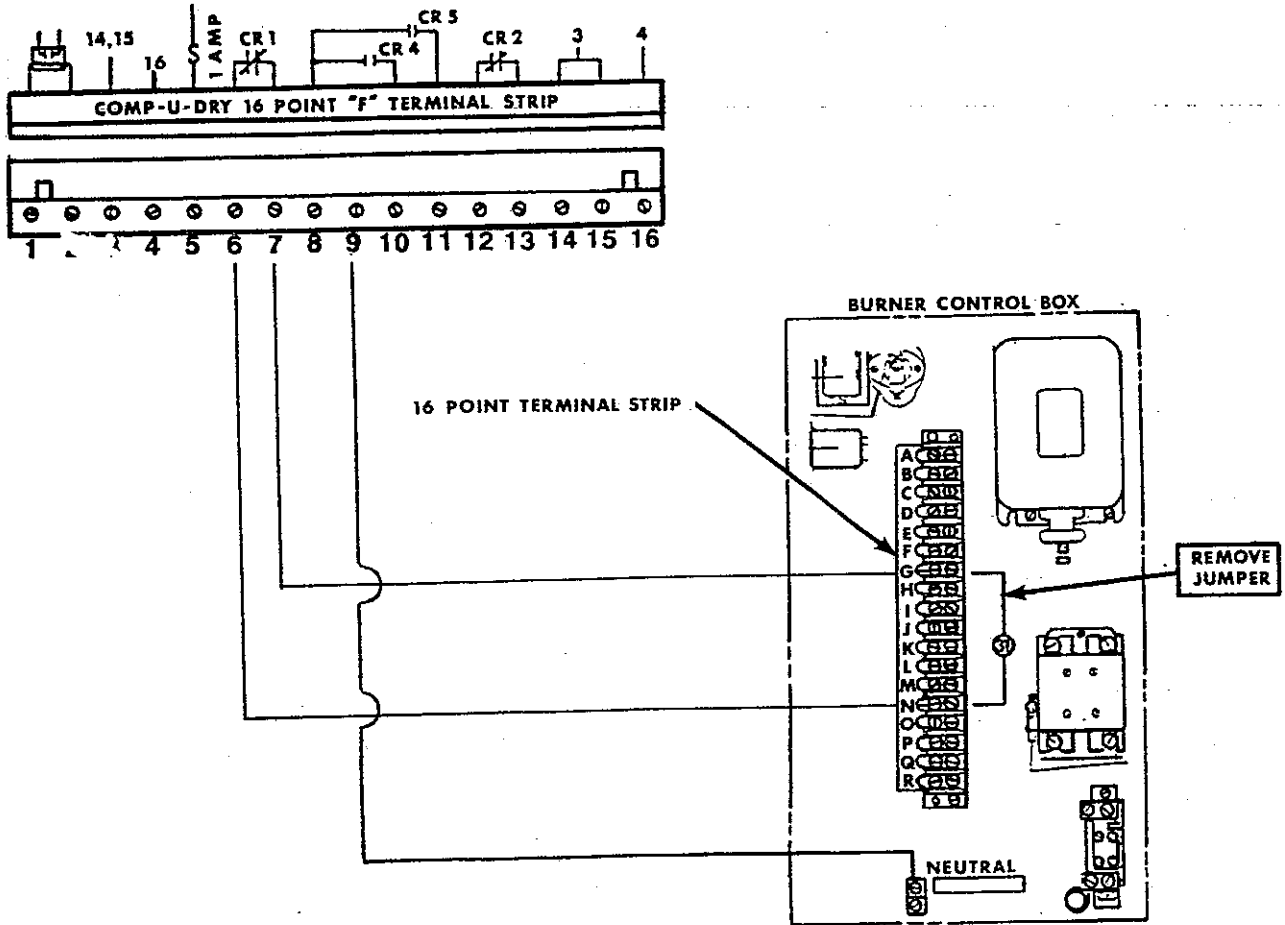 CR 5
14,15
1 AMP
CR 1
CR 4
CR 2
3
4
16
S
COMP-U-DRY 16 POINT "F" TERMINAL STRIP
1 4 5 6 7 8 9 10 11 12 13 14 15 16
BURNER CONTROL BOX
16 POINT TERMINAL STRIP
A
B
C
D
E
F
G
H
I
J
K
L
M
N
O
P
Q
R
REMOVE
JUMPER
37
NEUTRAL